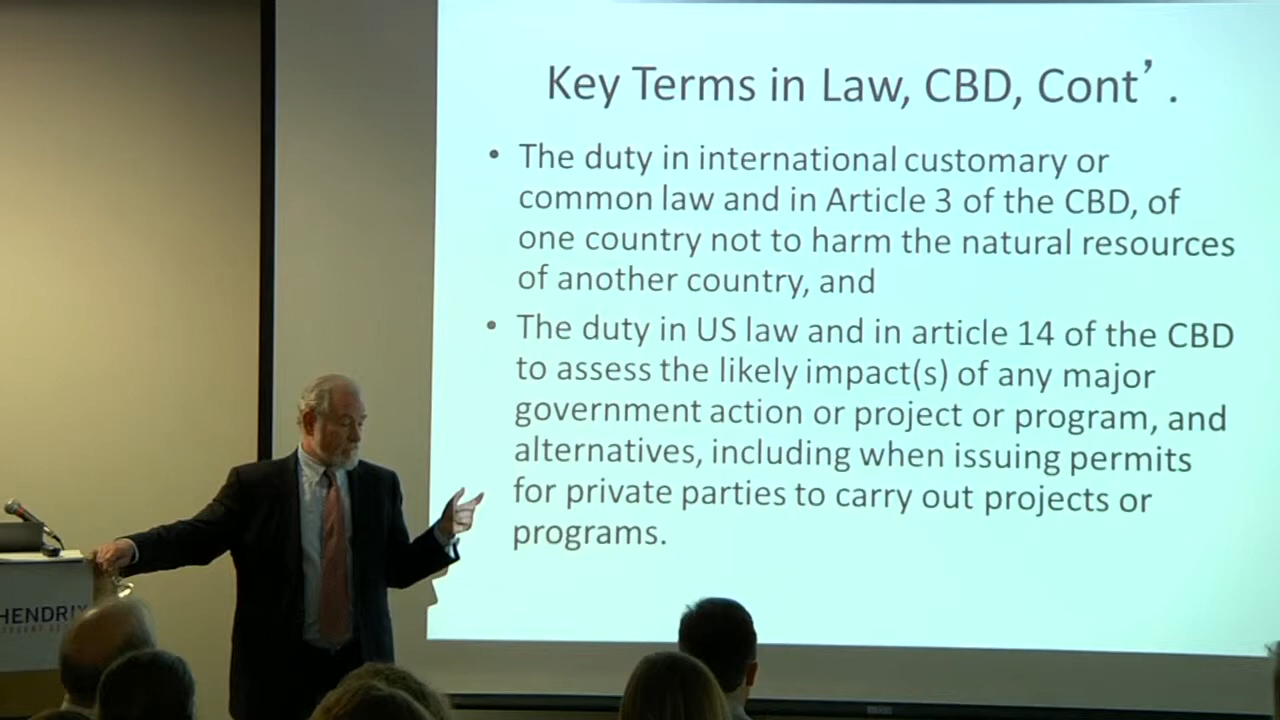 Key Terms in Law, CBD, Cont’.
• The duty in international customary or
common law and in Article 3 of the CBD, of
one country not to harm the natural resources
of another country, and
• The duty in US law and in article 14 of the CBD
to assess the likely impact(s) of any major
government action or project or program, and
alternatives, including when issuing permits
for private parties to carry out projects or
programs.
HENDRIX